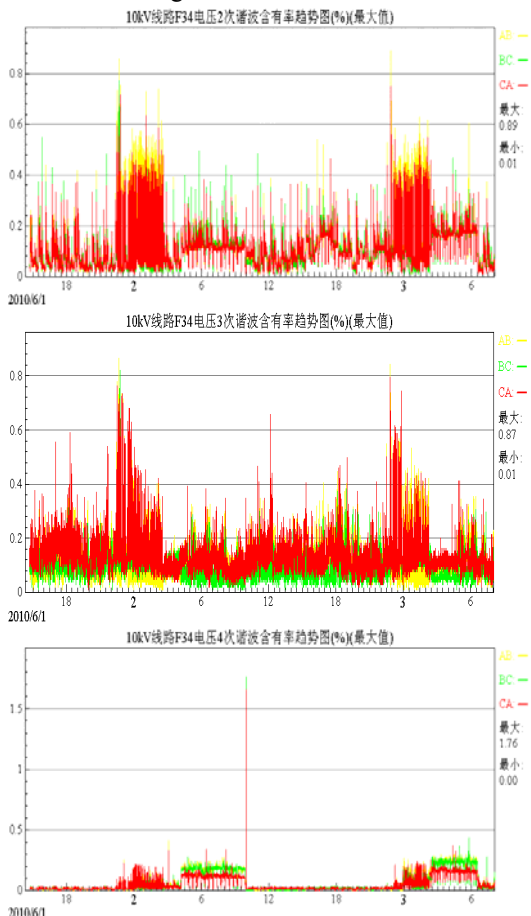 10kV线路F34电压2次谐波含有率趋势图(%)(最大值)
AB:
BC:
CA:
最大:
0.89
最小:
0.01
0.8
0.6
0.4
0.2
0
18 2 6 12 18 3 6
2010/6/1
10kV线路F34电压3次谐波含有率趋势图(%)(最大值)
AB:
BC:
CA:
最大:
0.87
最小:
0.01
0.8
0.6
0.4
0.2
0
18 2 6 12 18 3 6
2010/6/1
10kV线路F34电压4次谐波含有率趋势图(%)(最大值)
AB:
BC:
CA:
最大:
1.76
最小:
0.00
1.5
1
0.5
0
18 2 6 12 18 3 6
2010/6/1